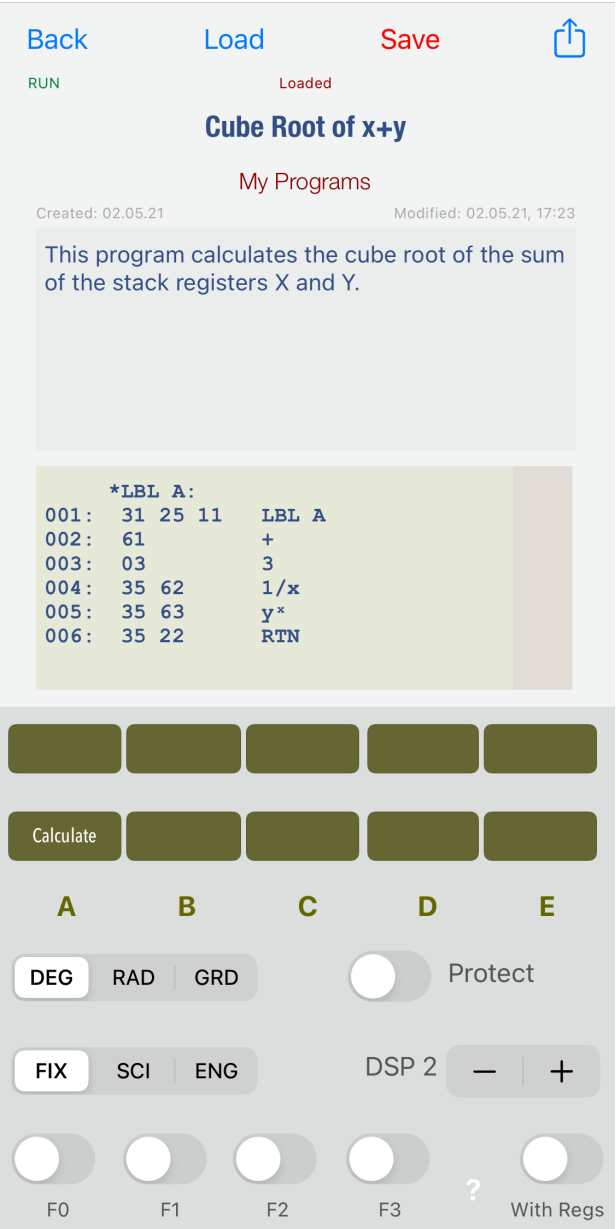 Back Load Save
RUN Loaded
Cube Root of x+y
My Programs
Created: 02.05.21 Modified: 02.05.21, 17:23
This program calculates the cube root of the sum
of the stack registers X and Y.
*LBL A:
001: 31 25 11 LBL A
002: 61 +
003: 03 3
004: 35 62 1/x
005: 35 63 yˣ
006: 35 22 RTN
Calculate
A B C D E
DEG RAD GRD Protect
FIX SCI ENG DSP 2 — +
F0 F1 F2 F3 ? With Regs